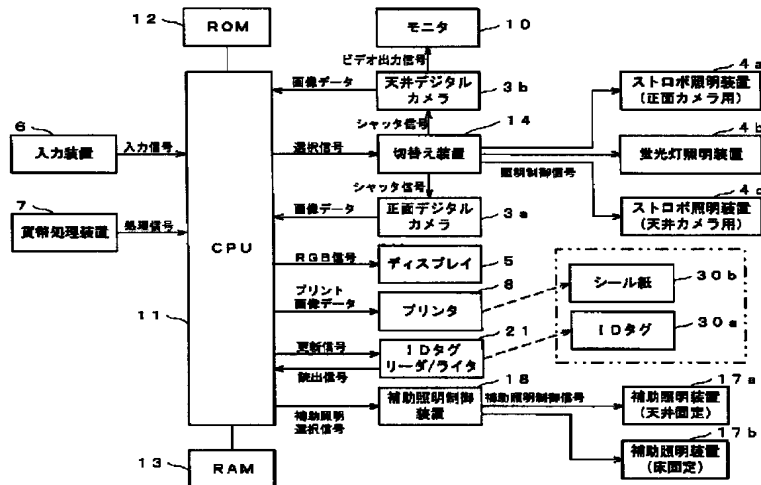 12
ROM
モニタ
10
4a
ビデオ出力信号
画像データ
天井デジタル
カメラ
3b
ストロボ照明装置
(正面カメラ用)
シャッタ信号
14
4b
6
入力装置
入力信号
選択信号
切替え装置
蛍光灯照明装置
照明制御信号
シャッタ信号
4c
7
貨幣処理装置
処理信号
画像データ
正面デジタル
カメラ
3a
ストロボ照明装置
(天井カメラ用)
CPU
11
RGB信号
ディスプレイ
5
シール紙
30b
プリント
画像データ
プリンタ
8
IDタグ
30a
更新信号
読出信号
IDタグ
リーダ/ライタ
21
18
補助照明
選択信号
補助照明制御
装置
補助照明制御信号
17a
補助照明装置
(天井固定)
17b
補助照明装置
(床固定)
13
RAM